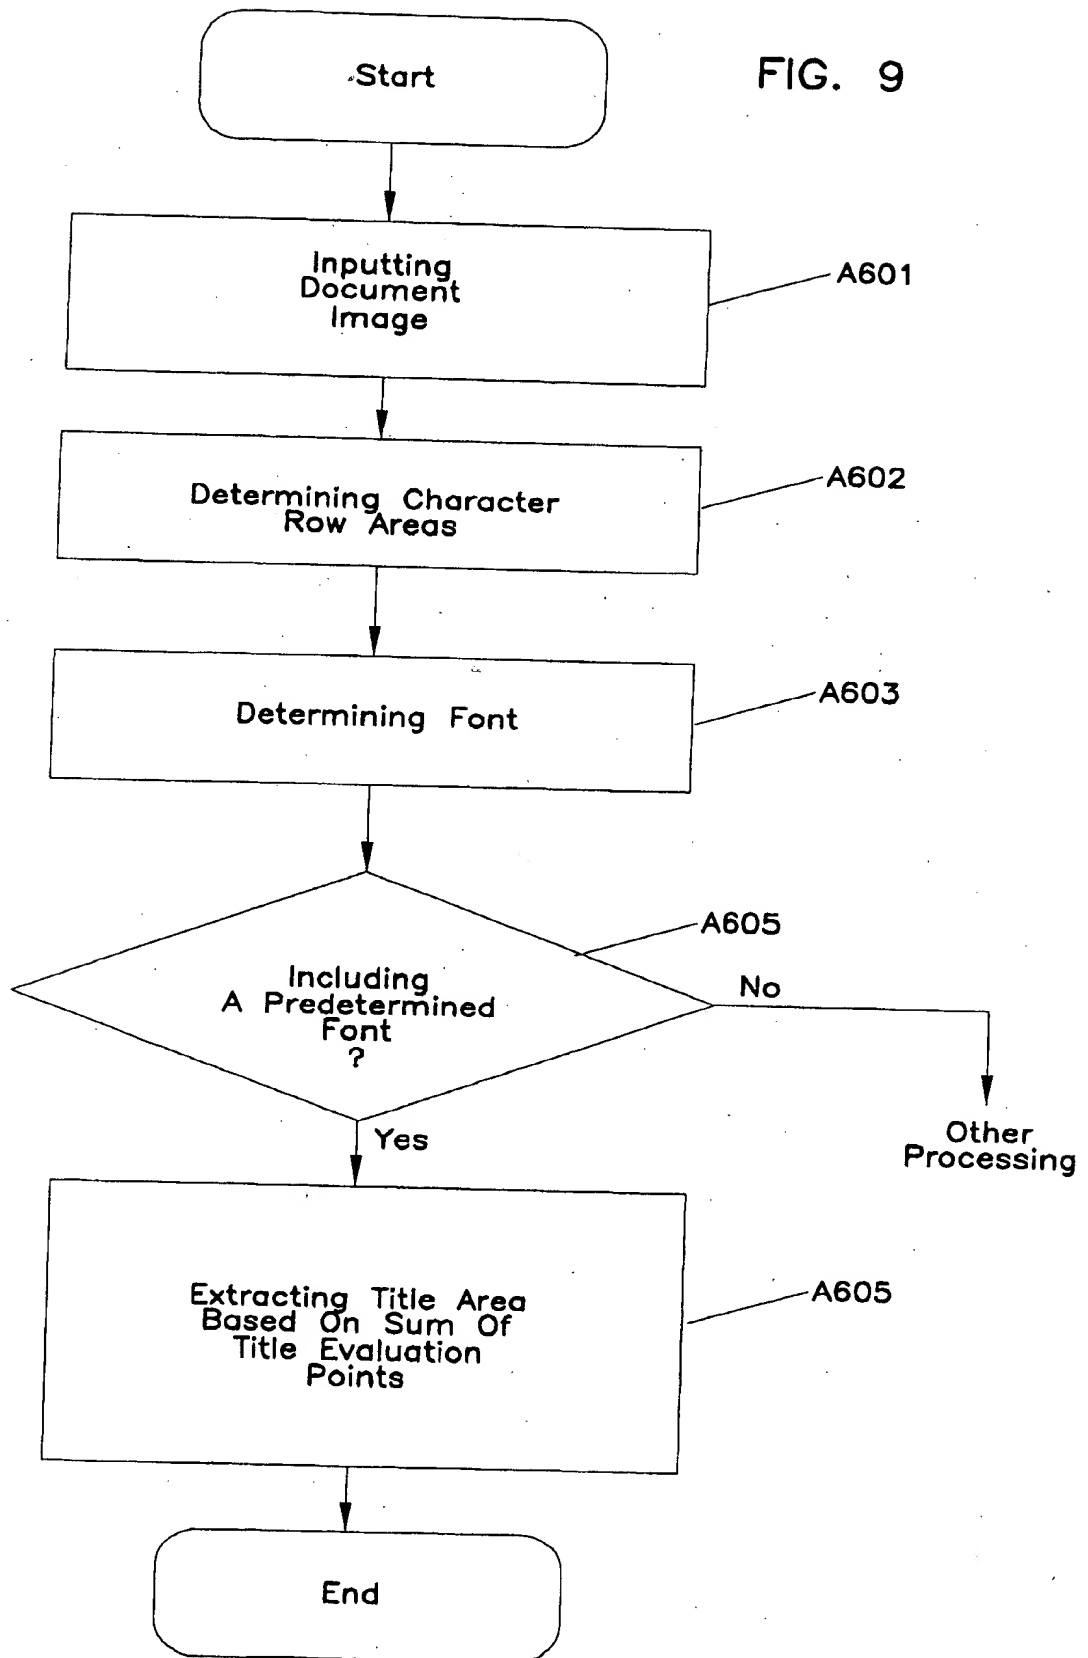 Start
FIG. 9
Inputting
Document
Image
A601
Determining Character
Row Areas
A602
Determining Font
A603
A605
Including
A Predetermined
Font
?
No
Yes
Other
Processing
Extracting Title Area
Based On Sum Of
Title Evaluation
Points
A605
End